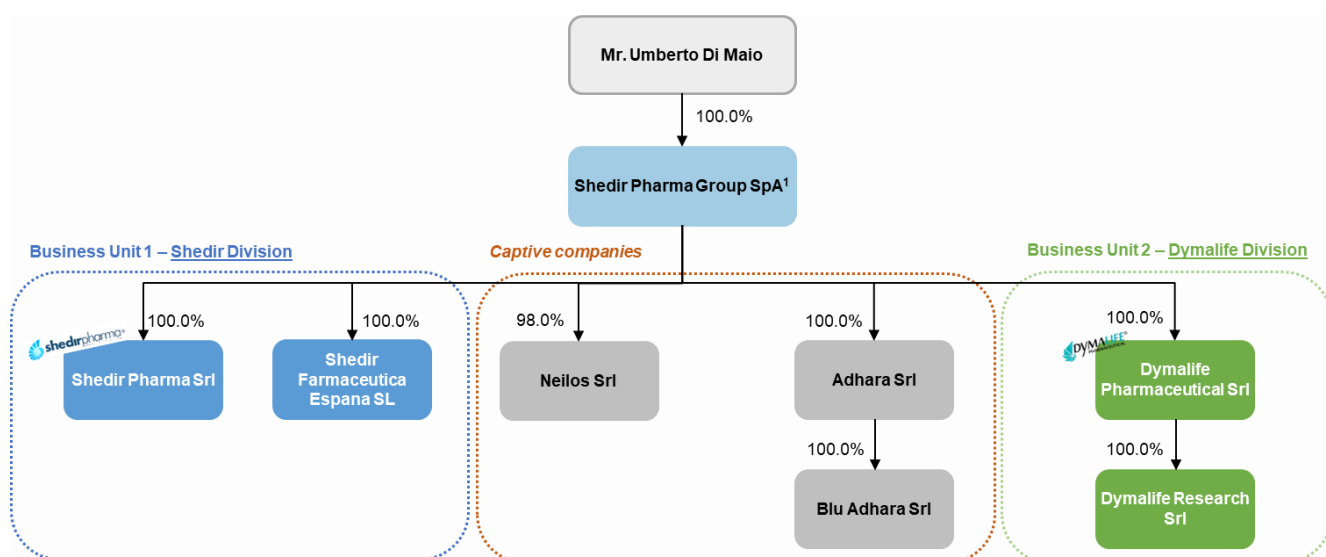 Mr. Umberto Di Maio
100.0%
Shedir Pharma Group SpA¹
Business Unit 1 – Shedir Division
Captive companies
Business Unit 2 – Dymalife Division
shedirpharma®
100.0%
100.0%
98.0%
100.0%
100.0%
DYMALIFE®
PHARMACEUTICAL
Shedir Pharma Srl
Shedir
Farmaceutica
Espana SL
Neilos Srl
Adhara Srl
Dymalife
Pharmaceutical Srl
100.0%
100.0%
Blu Adhara Srl
Dymalife Research
Srl